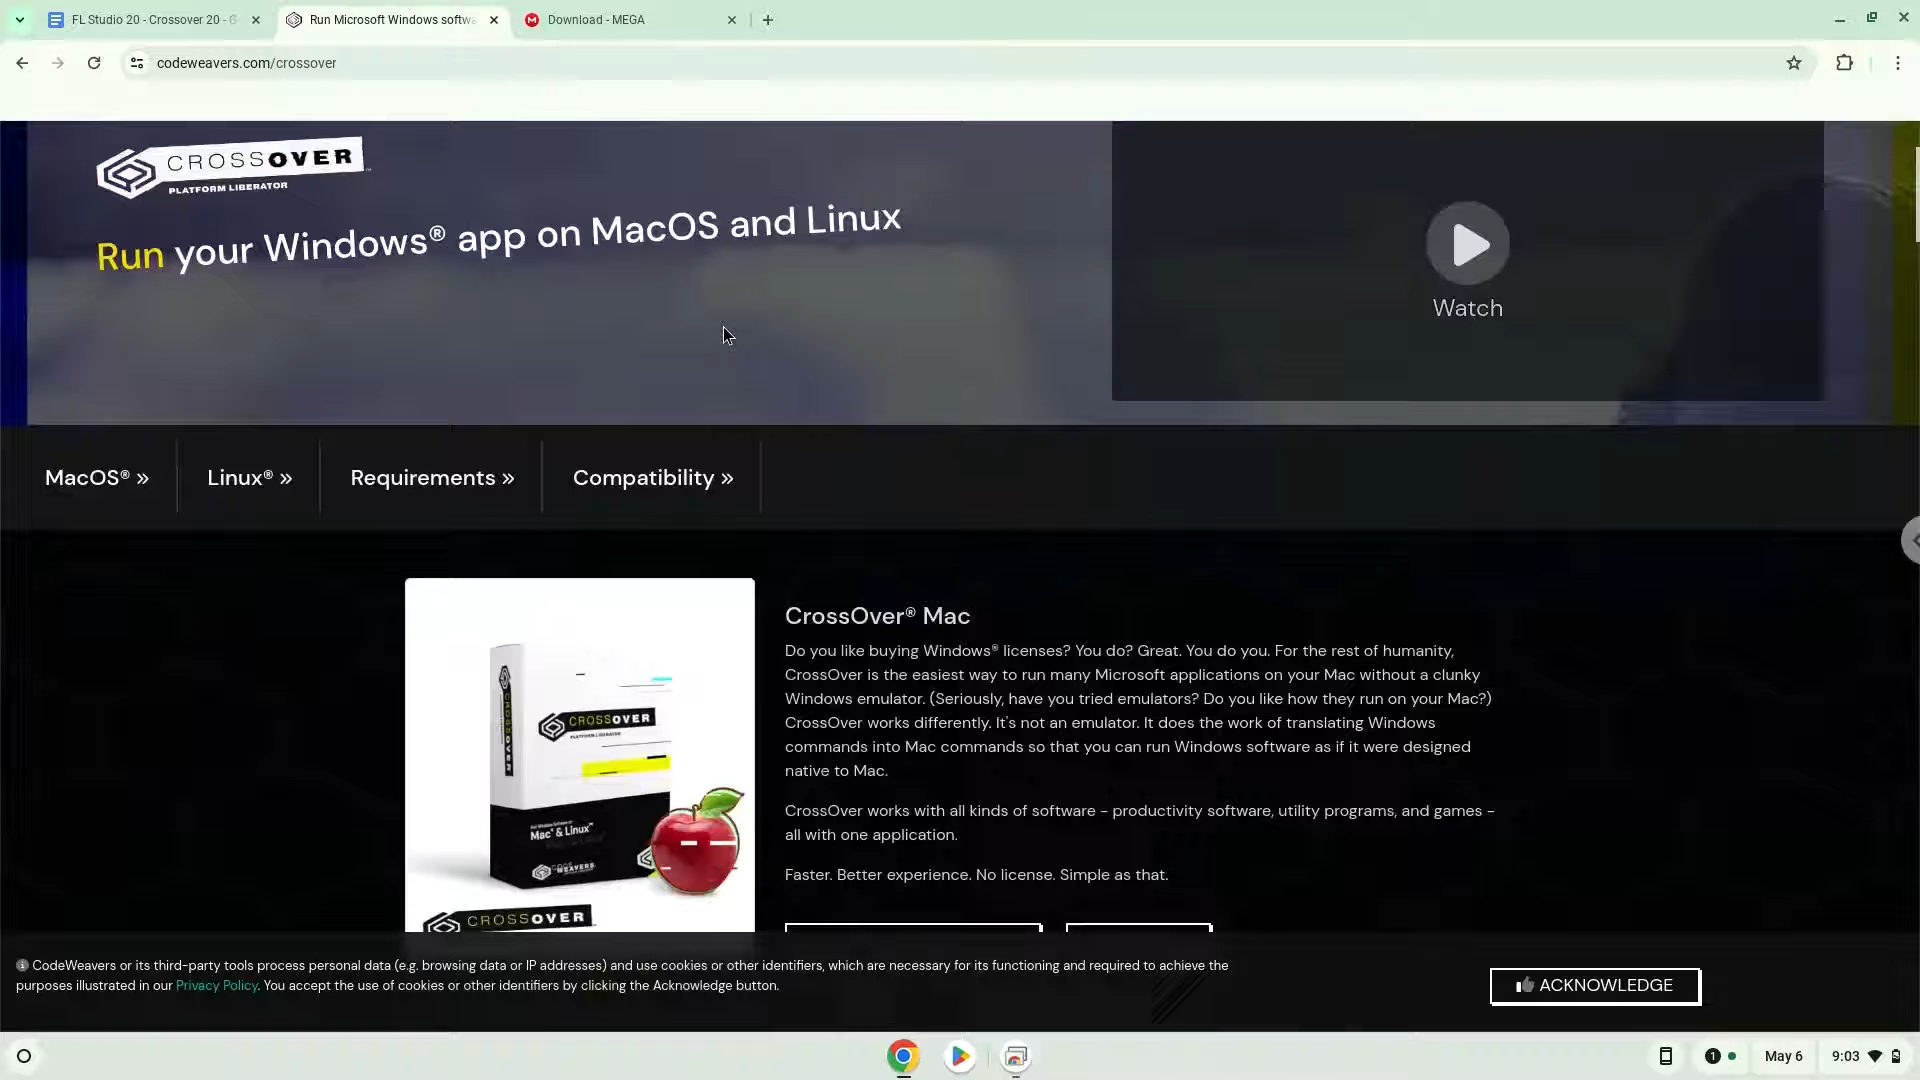 FL Studio 20 - Crossover 20 - G
Run Microsoft Windows softwa
Download - MEGA
codeweavers.com/crossover
CROSSOVER
PLATFORM LIBERATOR
Run your Windows® app on MacOS and Linux
Watch
MacOS® »
Linux® »
Requirements »
Compatibility »
CROSSOVER
CROSSOVER
PLATFORM LIBERATOR
Mac® & Linux™
CODE
WEAVERS
CROSSOVER
CrossOver® Mac
Do you like buying Windows® licenses? You do? Great. You do you. For the rest of humanity,
CrossOver is the easiest way to run many Microsoft applications on your Mac without a clunky
Windows emulator. (Seriously, have you tried emulators? Do you like how they run on your Mac?)
CrossOver works differently. It's not an emulator. It does the work of translating Windows
commands into Mac commands so that you can run Windows software as if it were designed
native to Mac.
CrossOver works with all kinds of software - productivity software, utility programs, and games -
all with one application.
Faster. Better experience. No license. Simple as that.
CodeWeavers or its third-party tools process personal data (e.g. browsing data or IP addresses) and use cookies or other identifiers, which are necessary for its functioning and required to achieve the
purposes illustrated in our Privacy Policy. You accept the use of cookies or other identifiers by clicking the Acknowledge button.
ACKNOWLEDGE
1
May 6
9:03